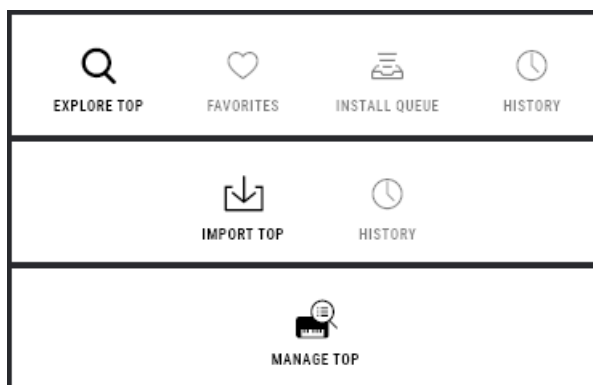 EXPLORE TOP FAVORITES INSTALL QUEUE HISTORY
IMPORT TOP HISTORY
MANAGE TOP